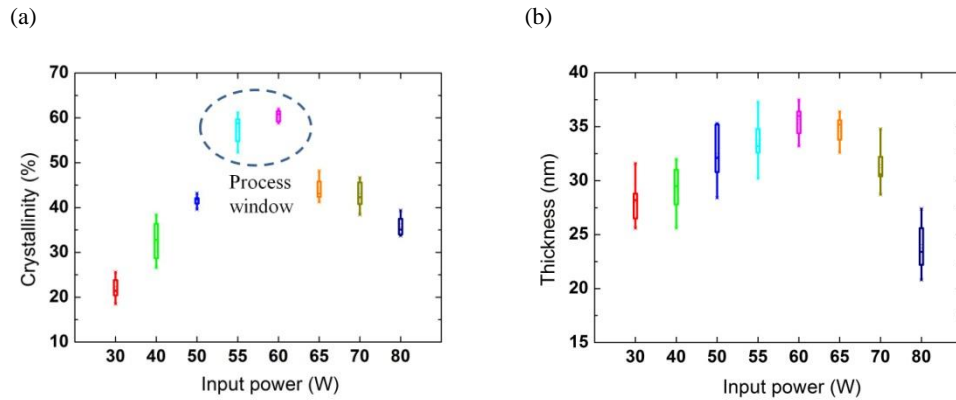 (a)
(b)
Crystallinity (%)
70
60
50
40
30
20
10
Process
window
30 40 50 55 60 65 70 80
Input power (W)
Thickness (nm)
40
35
30
25
20
15
30 40 50 55 60 65 70 80
Input power (W)